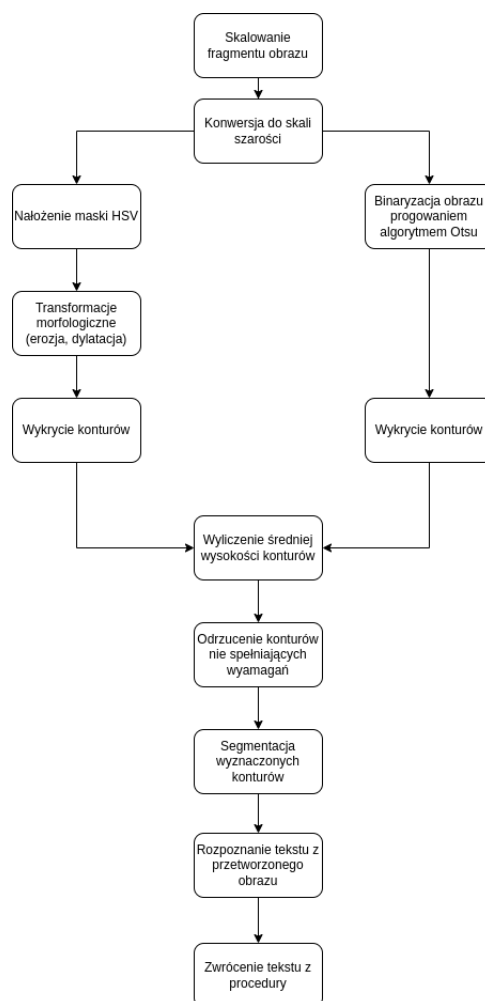 Skalowanie
fragmentu obrazu
Konwersja do skali
szarości
Nałożenie maski HSV
Binaryzacja obrazu
progowaniem
algorytmem Otsu
Transformacje
morfologiczne
(erozja, dylatacja)
Wykrycie konturów
Wykrycie konturów
Wyliczenie średniej
wysokości konturów
Odrzucenie konturów
nie spełniających
wyamagań
Segmentacja
wyznaczonych
konturów
Rozpoznanie tekstu z
przetworzonego
obrazu
Zwrócenie tekstu z
procedury